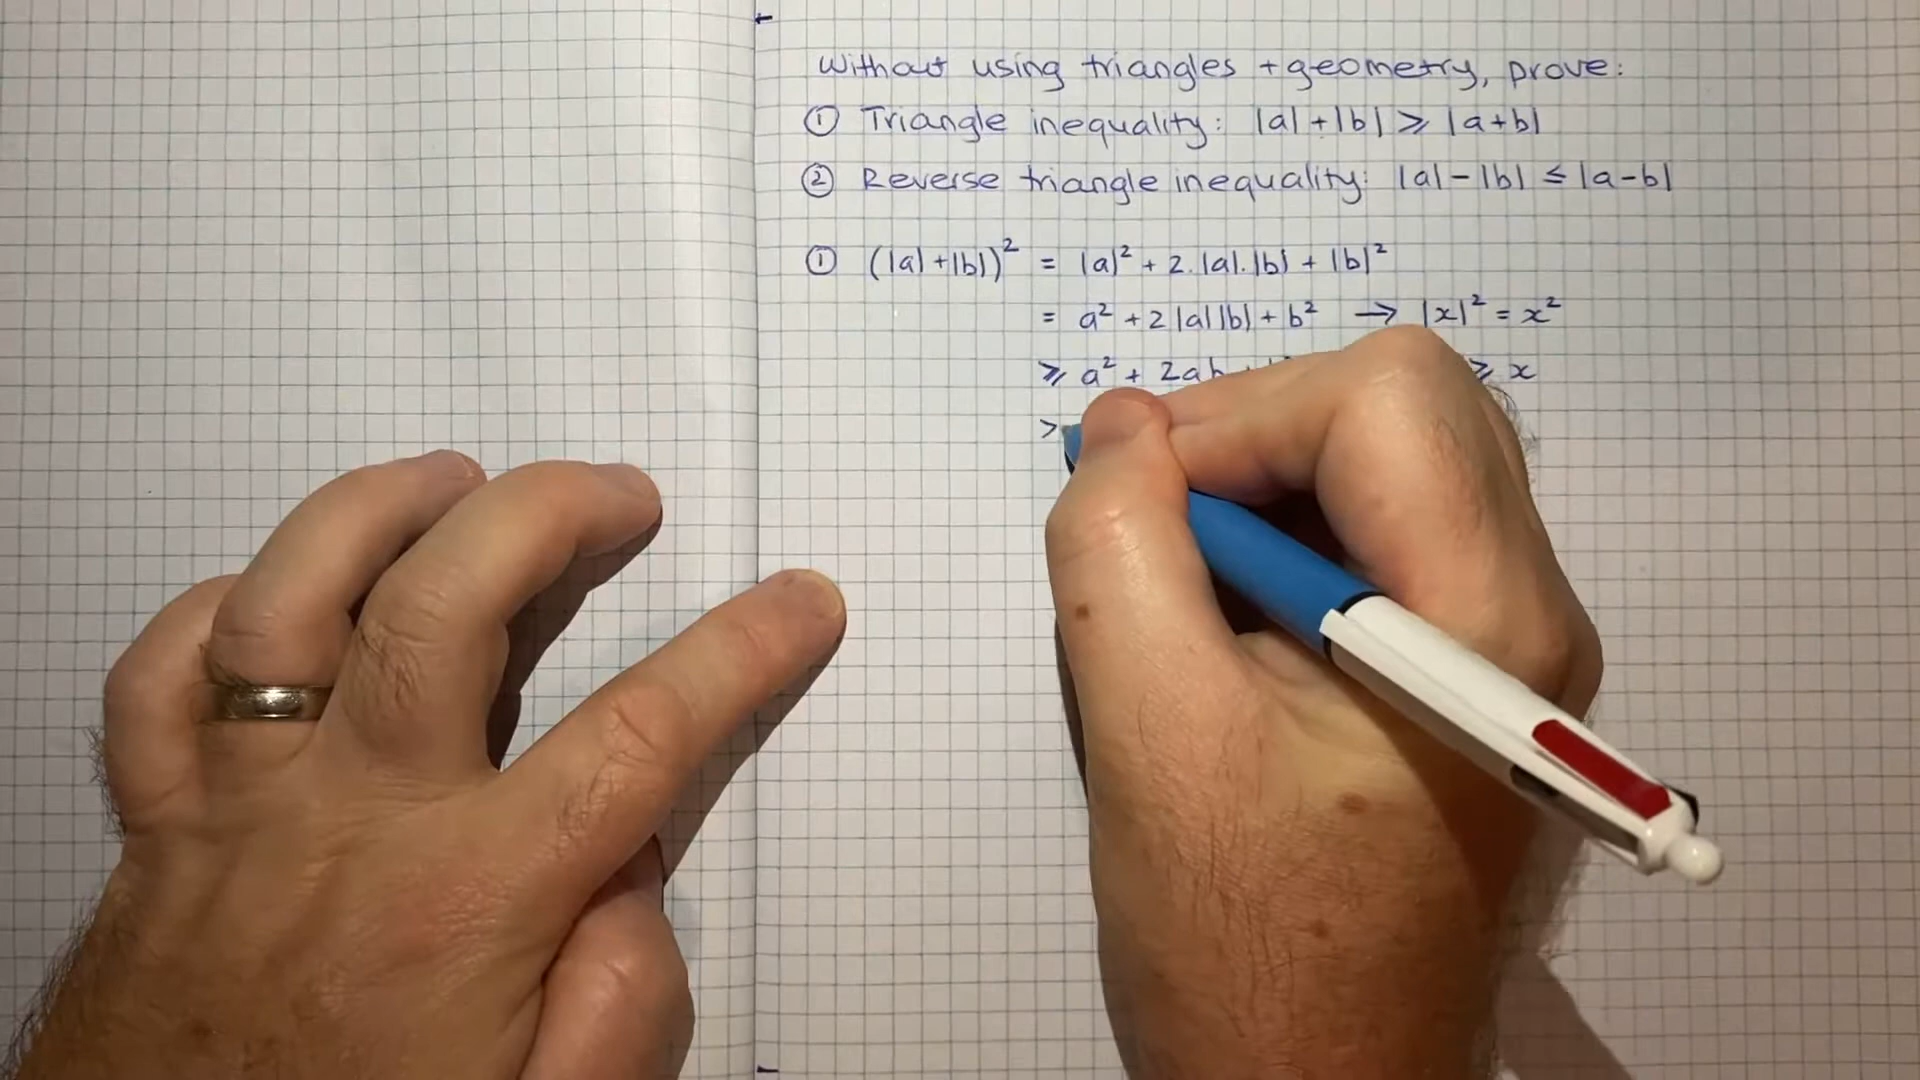 Without using triangles + geometry, prove:
① Triangle inequality: |a| + |b| ⩾ |a+b|
② Reverse triangle inequality: |a| - |b| ≤ |a-b|
① (|a| + |b|)² = |a|² + 2.|a|.|b| + |b|²
= a² + 2|a||b| + b² → |x|² = x²
⩾ a² + 2ab + ⩾ x
>